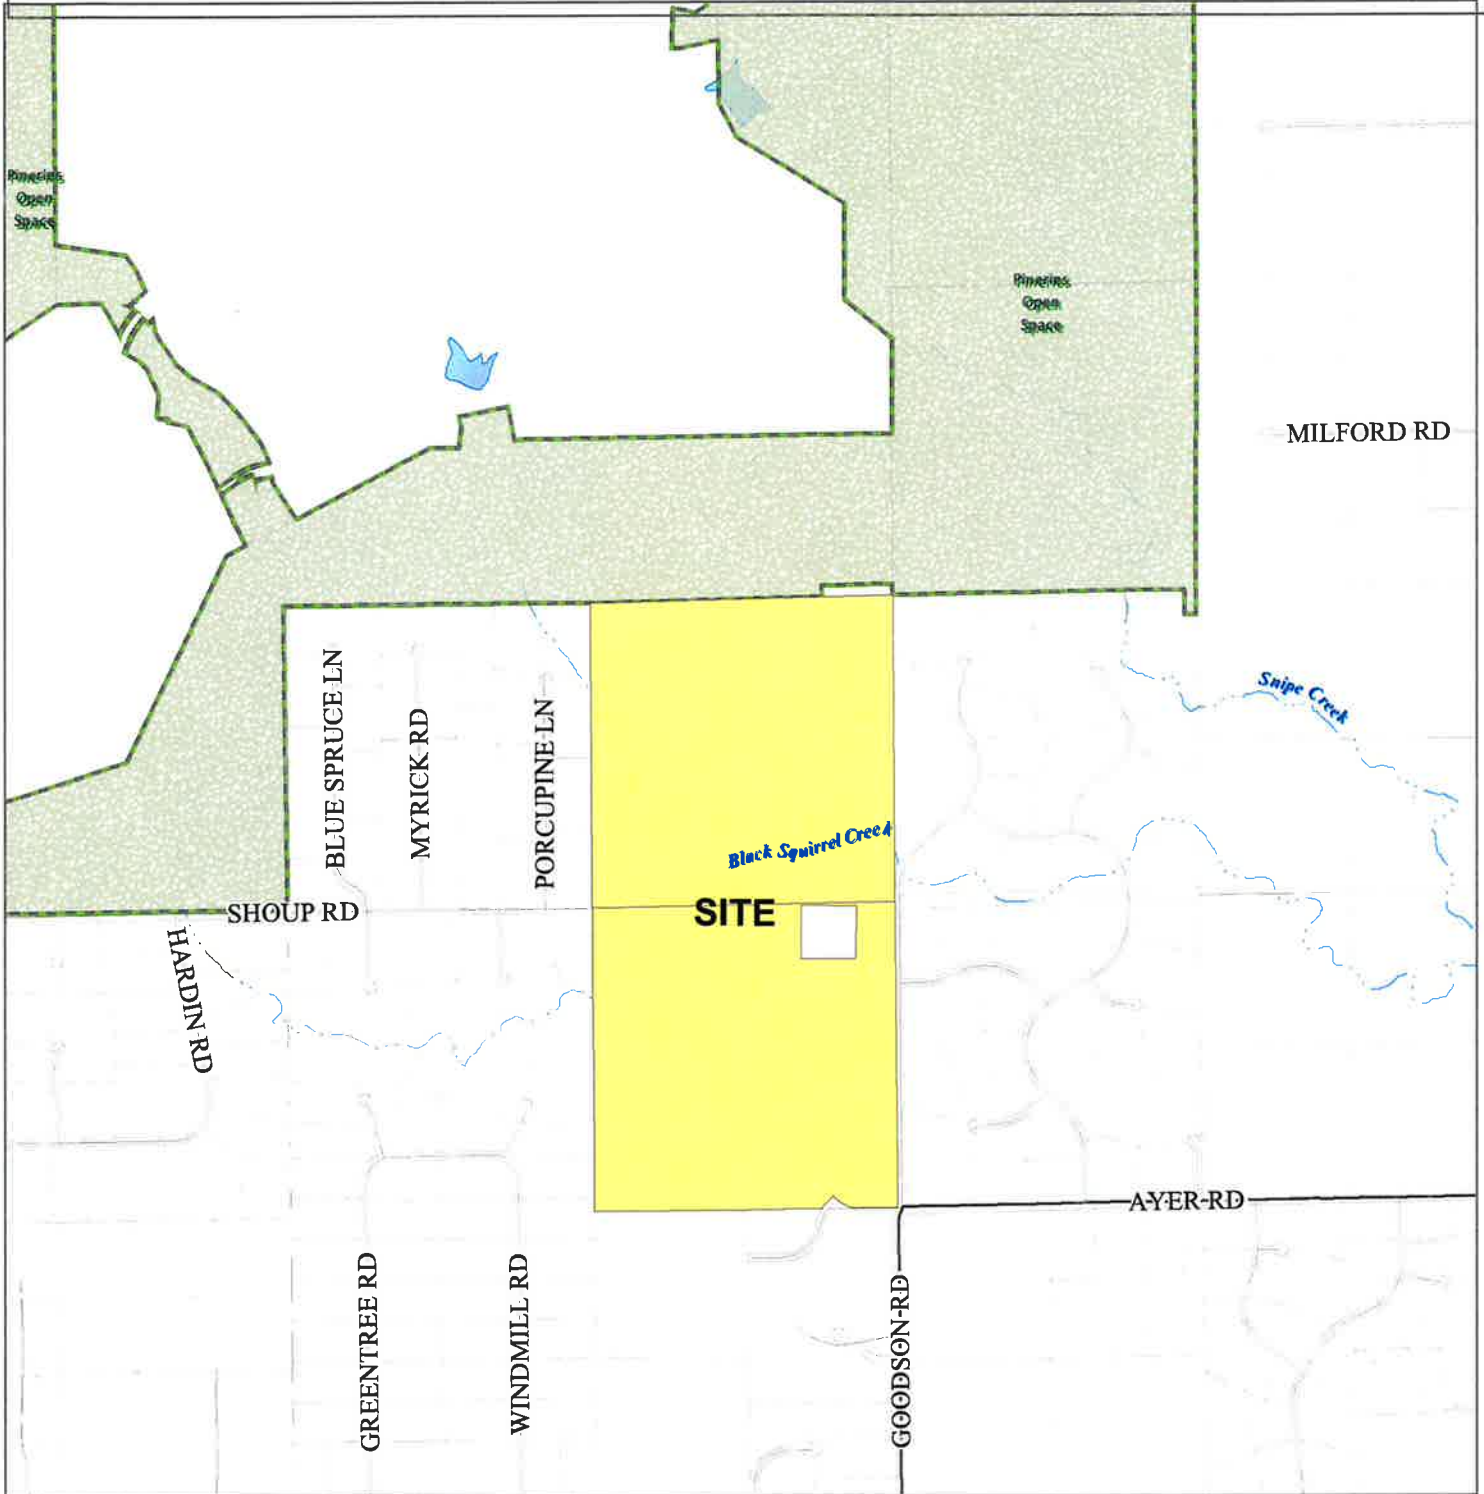 Pineries
Open
Space
Pineries
Open
Space
MILFORD RD
Snipe Creek
BLUE SPRUCE LN
MYRICK RD
PORCUPINE LN
Black Squirrel Creek
SITE
SHOUP RD
HARDIN RD
AYER RD
GREENTREE RD
WINDMILL RD
GOODSON RD